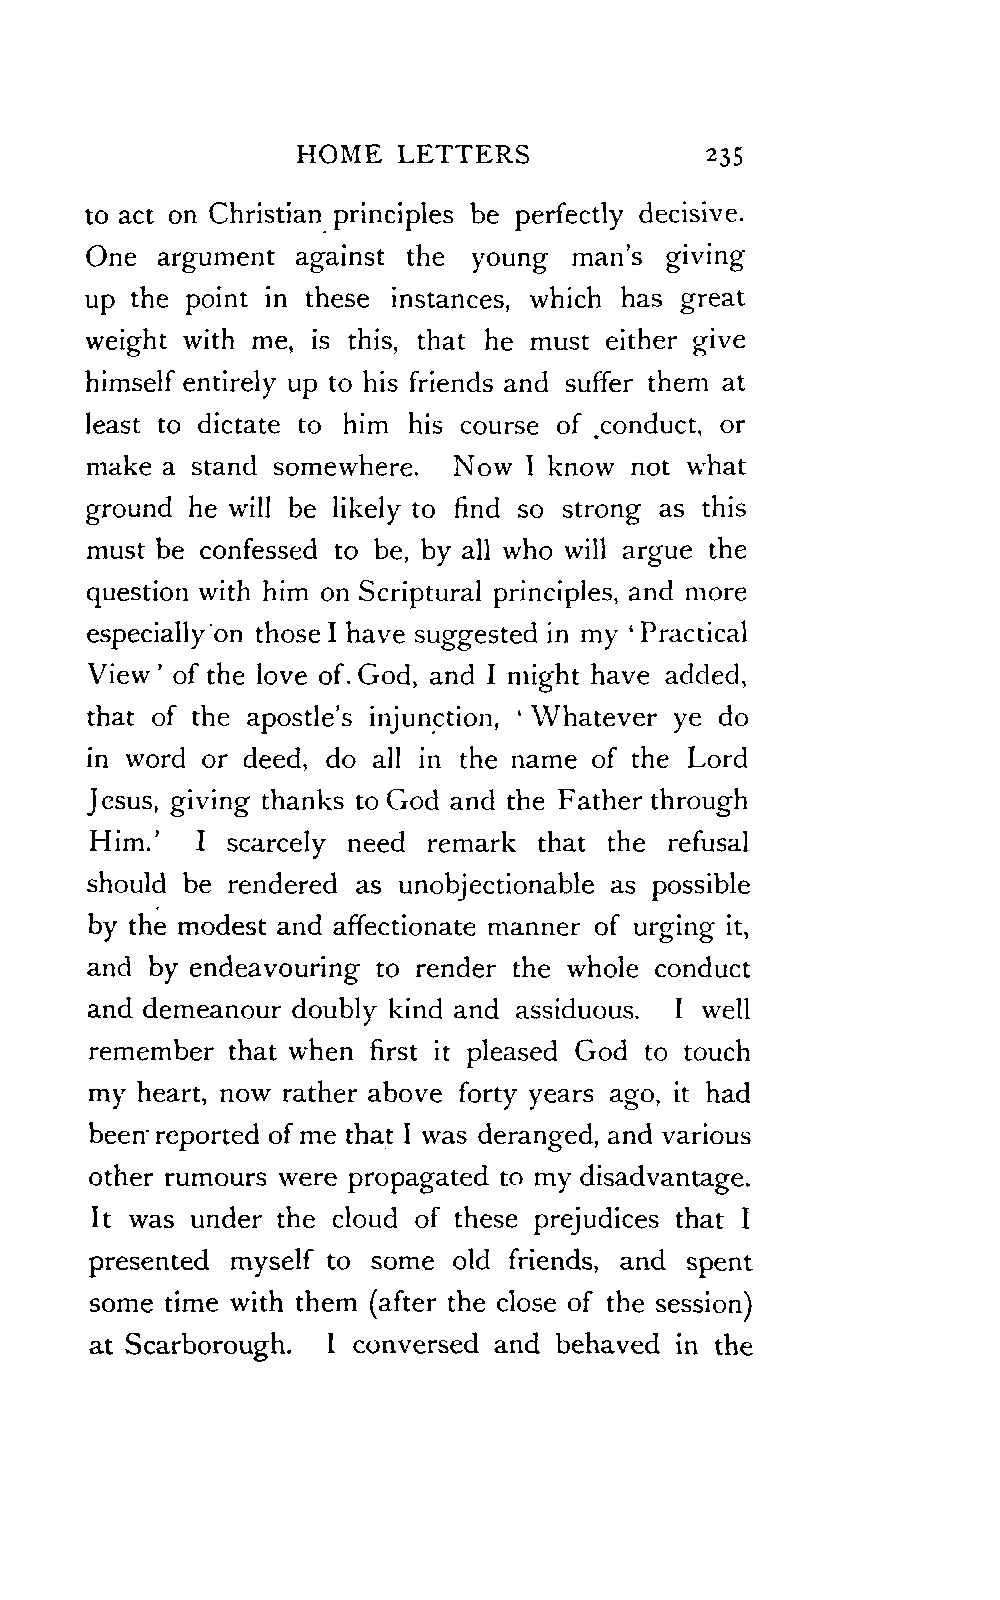 HOME LETTERS 235
to act on Christian principles be perfectly decisive.
One argument against the young man's giving
up the point in these instances, which has great
weight with me, is this, that he must either give
himself entirely up to his friends and suffer them at
least to dictate to him his course of conduct, or
make a stand somewhere. Now I know not what
ground he will be likely to find so strong as this
must be confessed to be, by all who will argue the
question with him on Scriptural principles, and more
especially on those I have suggested in my 'Practical
View' of the love of God, and I might have added,
that of the apostle's injunction, 'Whatever ye do
in word or deed, do all in the name of the Lord
Jesus, giving thanks to God and the Father through
Him.' I scarcely need remark that the refusal
should be rendered as unobjectionable as possible
by the modest and affectionate manner of urging it,
and by endeavouring to render the whole conduct
and demeanour doubly kind and assiduous. I well
remember that when first it pleased God to touch
my heart, now rather above forty years ago, it had
been reported of me that I was deranged, and various
other rumours were propagated to my disadvantage.
It was under the cloud of these prejudices that I
presented myself to some old friends, and spent
some time with them (after the close of the session)
at Scarborough. I conversed and behaved in the